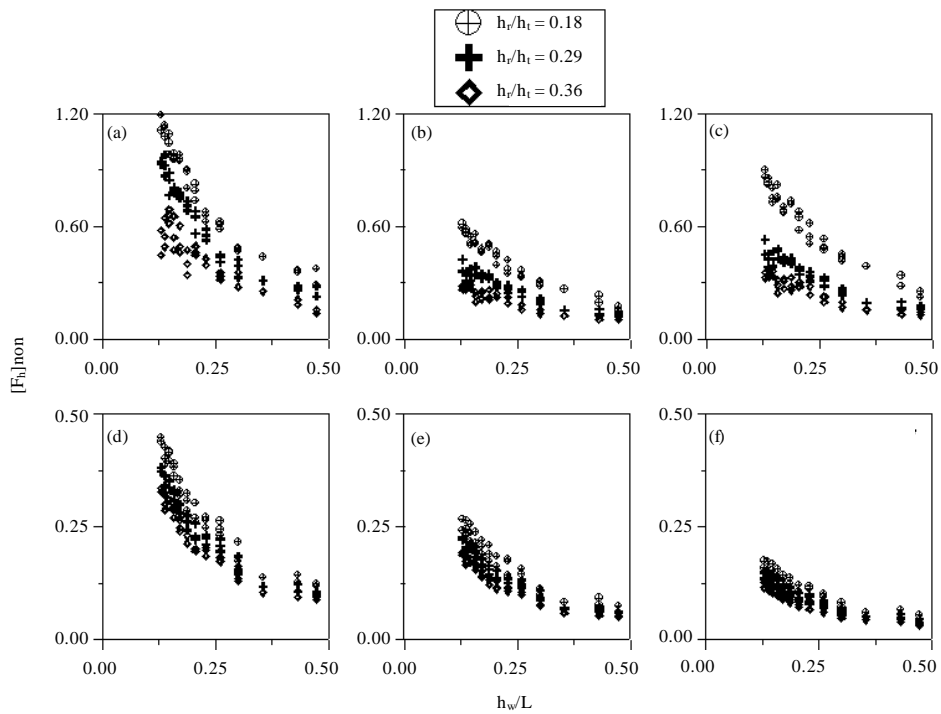 hᵣ/hₜ = 0.18
hᵣ/hₜ = 0.29
hᵣ/hₜ = 0.36
1.20 (a) 1.20 (b) 1.20 (c)
0.60 0.60 0.60
0.00 0.00 0.00
0.00 0.25 0.50 0.00 0.25 0.50 0.00 0.25 0.50
[Fₕ]non
0.50 (d) 0.50 (e) 0.50 (f)
0.25 0.25 0.25
0.00 0.00 0.00
0.00 0.25 0.50 0.00 0.25 0.50 0.00 0.25 0.50
h_w/L